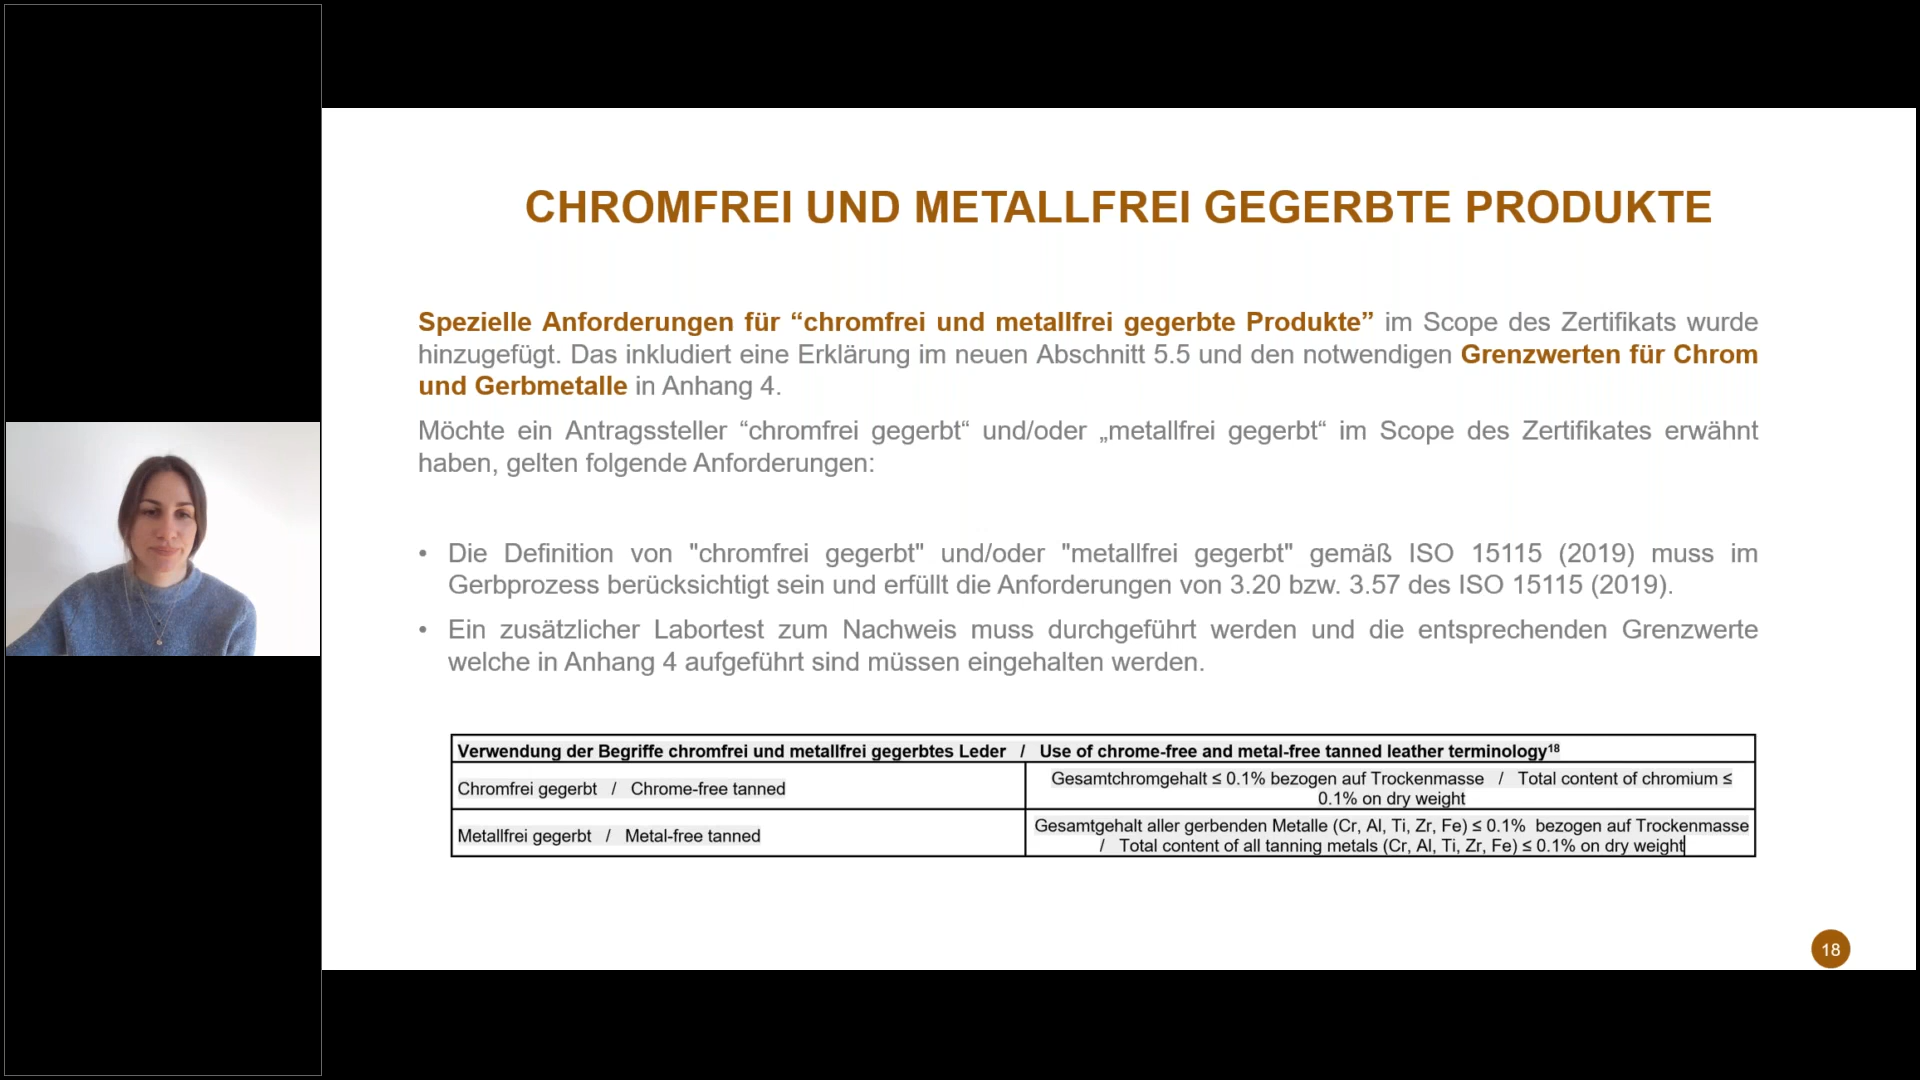 CHROMFREI UND METALLFREI GEGERBTE PRODUKTE
Spezielle Anforderungen für “chromfrei und metallfrei gegerbte Produkte” im Scope des Zertifikats wurde
hinzugefügt. Das inkludiert eine Erklärung im neuen Abschnitt 5.5 und den notwendigen Grenzwerten für Chrom
und Gerbmetalle in Anhang 4.
Möchte ein Antragssteller “chromfrei gegerbt“ und/oder „metallfrei gegerbt“ im Scope des Zertifikates erwähnt
haben, gelten folgende Anforderungen:
• Die Definition von "chromfrei gegerbt" und/oder "metallfrei gegerbt" gemäß ISO 15115 (2019) muss im
Gerbprozess berücksichtigt sein und erfüllt die Anforderungen von 3.20 bzw. 3.57 des ISO 15115 (2019).
• Ein zusätzlicher Labortest zum Nachweis muss durchgeführt werden und die entsprechenden Grenzwerte
welche in Anhang 4 aufgeführt sind müssen eingehalten werden.
Verwendung der Begriffe chromfrei und metallfrei gegerbtes Leder / Use of chrome-free and metal-free tanned leather terminology¹⁸
Chromfrei gegerbt / Chrome-free tanned
Gesamtchromgehalt ≤ 0.1% bezogen auf Trockenmasse / Total content of chromium ≤
0.1% on dry weight
Metallfrei gegerbt / Metal-free tanned
Gesamtgehalt aller gerbenden Metalle (Cr, Al, Ti, Zr, Fe) ≤ 0.1% bezogen auf Trockenmasse
/ Total content of all tanning metals (Cr, Al, Ti, Zr, Fe) ≤ 0.1% on dry weight
18